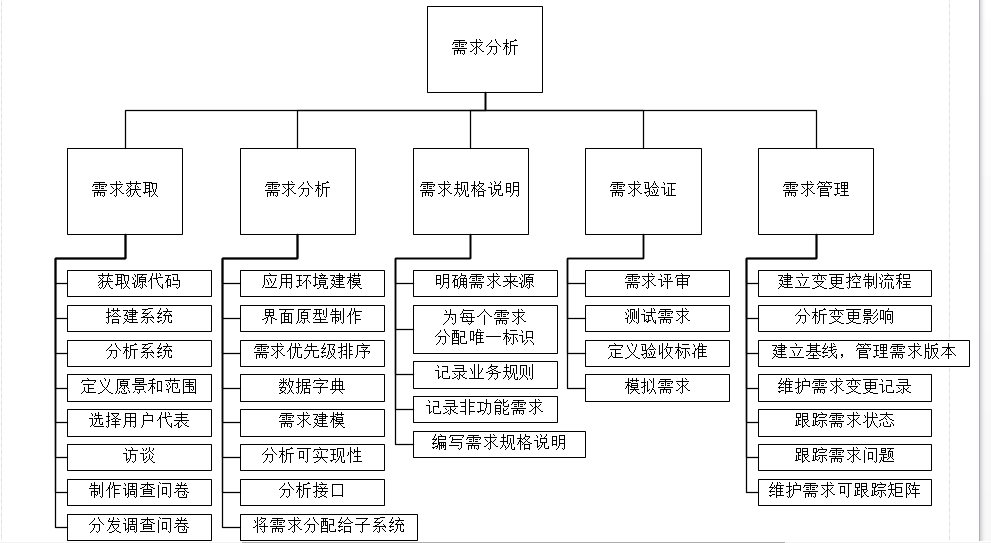 需求分析
需求获取
需求分析
需求规格说明
需求验证
需求管理
获取源代码
搭建系统
分析系统
定义愿景和范围
选择用户代表
访谈
制作调查问卷
分发调查问卷
应用环境建模
界面原型制作
需求优先级排序
数据字典
需求建模
分析可实现性
分析接口
将需求分配给子系统
明确需求来源
为每个需求
分配唯一标识
记录业务规则
记录非功能需求
编写需求规格说明
需求评审
测试需求
定义验收标准
模拟需求
建立变更控制流程
分析变更影响
建立基线，管理需求版本
维护需求变更记录
跟踪需求状态
跟踪需求问题
维护需求可跟踪矩阵